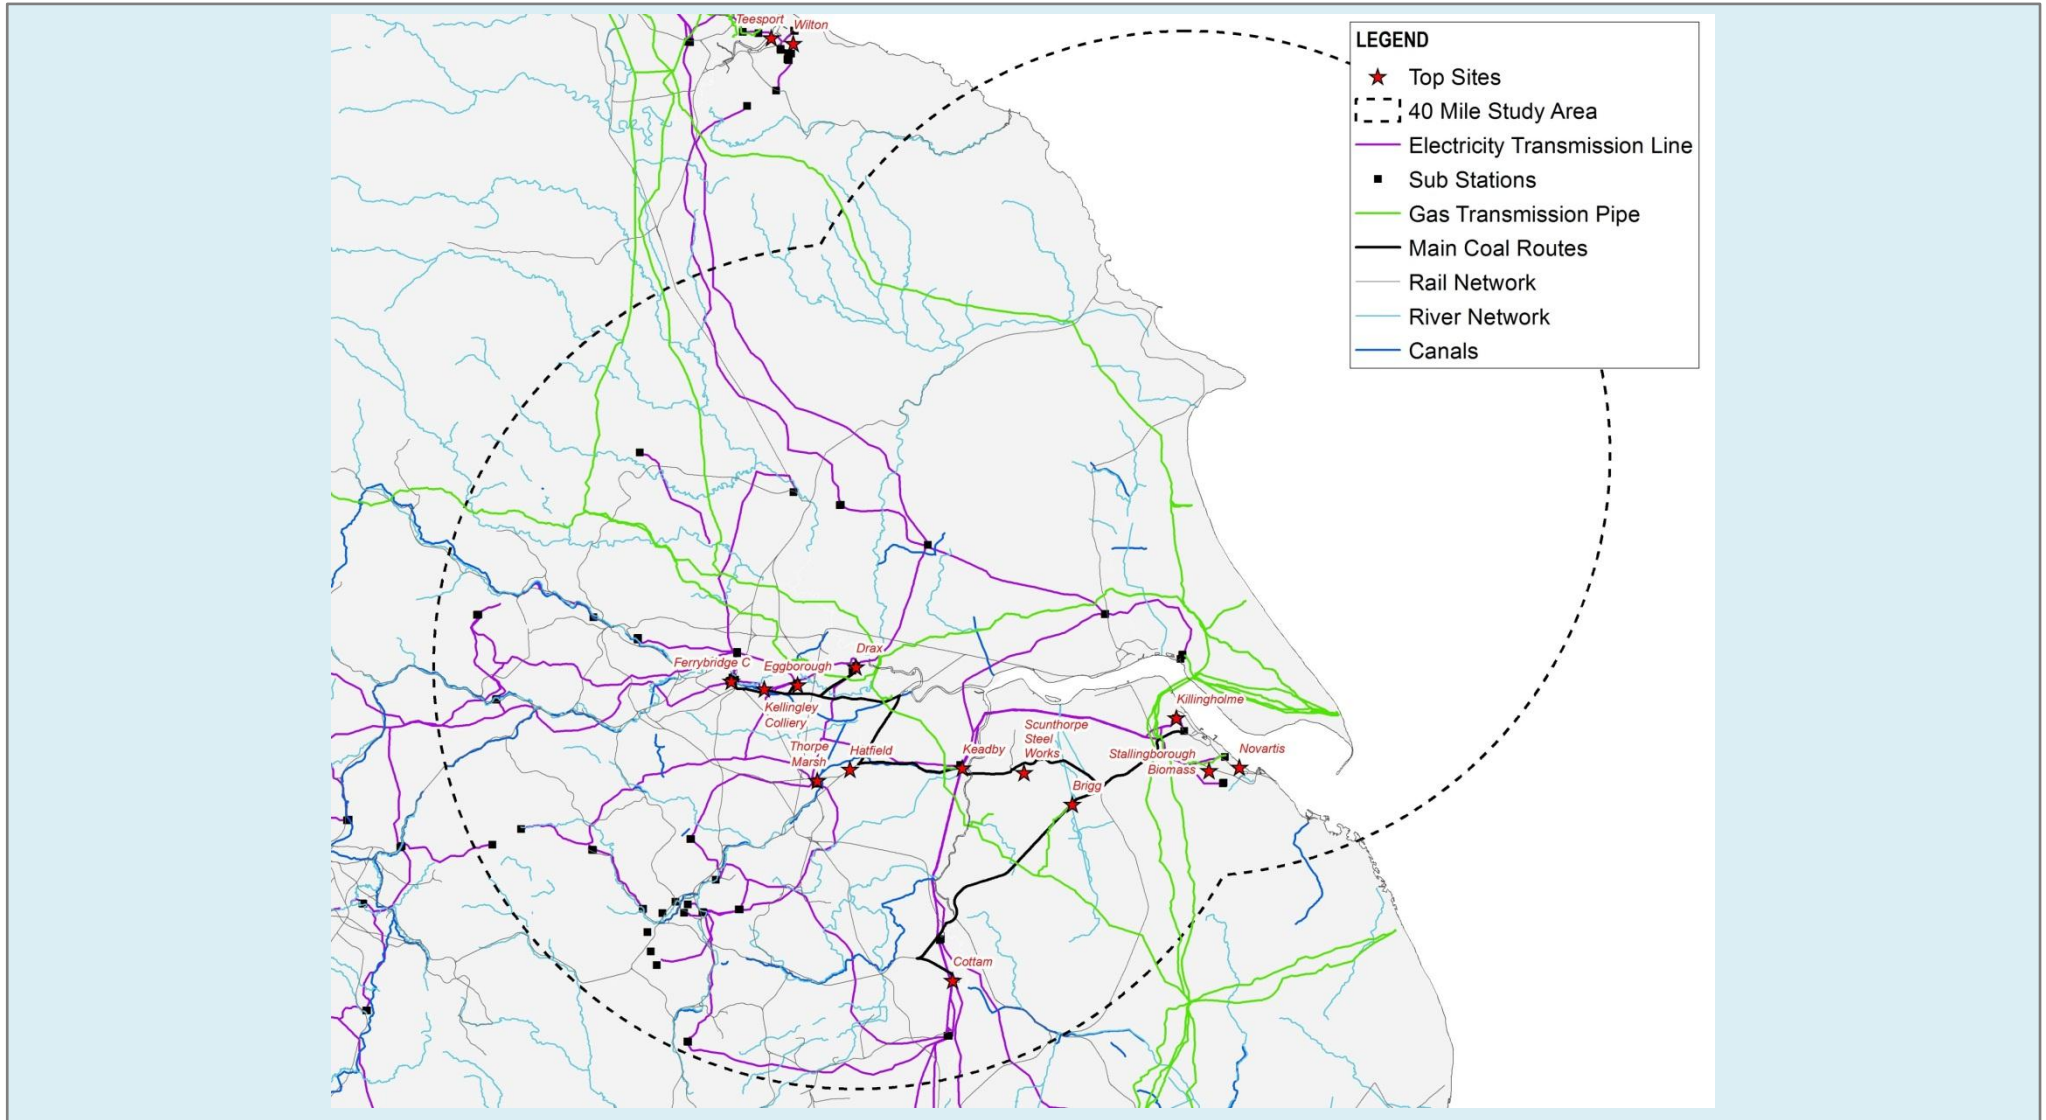 Teesport
Wilton
LEGEND
Top Sites
40 Mile Study Area
Electricity Transmission Line
Sub Stations
Gas Transmission Pipe
Main Coal Routes
Rail Network
River Network
Canals
Drax
Ferrybridge C
Eggborough
Kellingley
Colliery
Killingholme
Scunthorpe
Steel
Works
Thorpe
Marsh
Hatfield
Keadby
Stallingborough
Biomass
Novartis
Brigg
Cottam